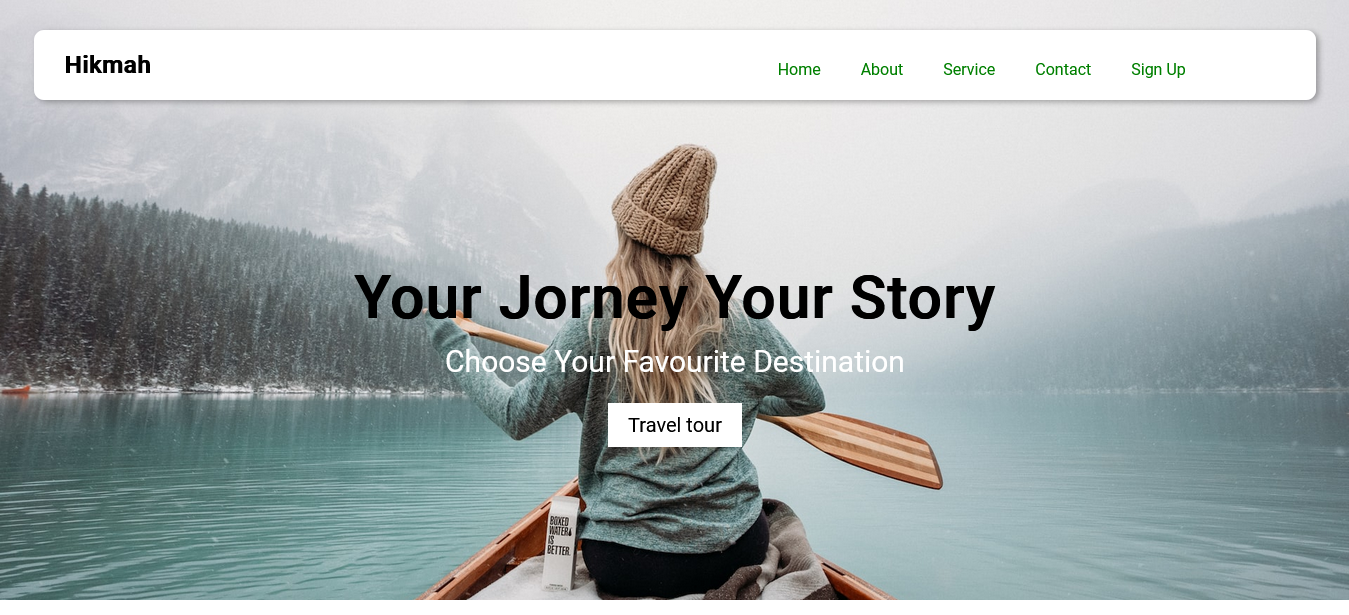 Hikmah
Home About Service Contact Sign Up
Your Jorney Your Story
Choose Your Favourite Destination
Travel tour
BOXED
WATER
IS
BETTER.